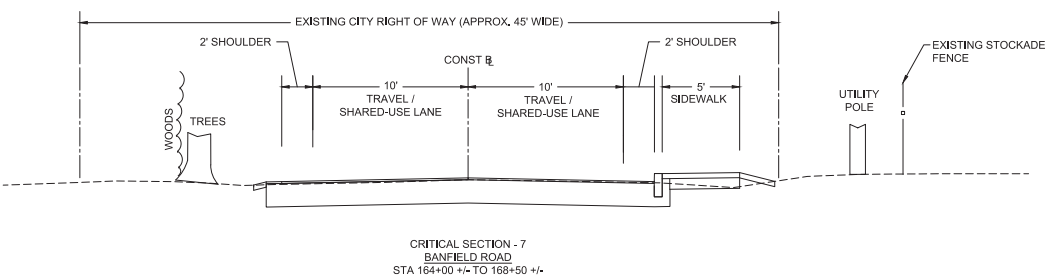 EXISTING CITY RIGHT OF WAY (APPROX. 45' WIDE)
2' SHOULDER
2' SHOULDER
CONST ℄
EXISTING STOCKADE
FENCE
10'
TRAVEL /
SHARED-USE LANE
10'
TRAVEL /
SHARED-USE LANE
5'
SIDEWALK
UTILITY
POLE
WOODS
TREES
CRITICAL SECTION - 7
BANFIELD ROAD
STA 164+00 +/- TO 168+50 +/-